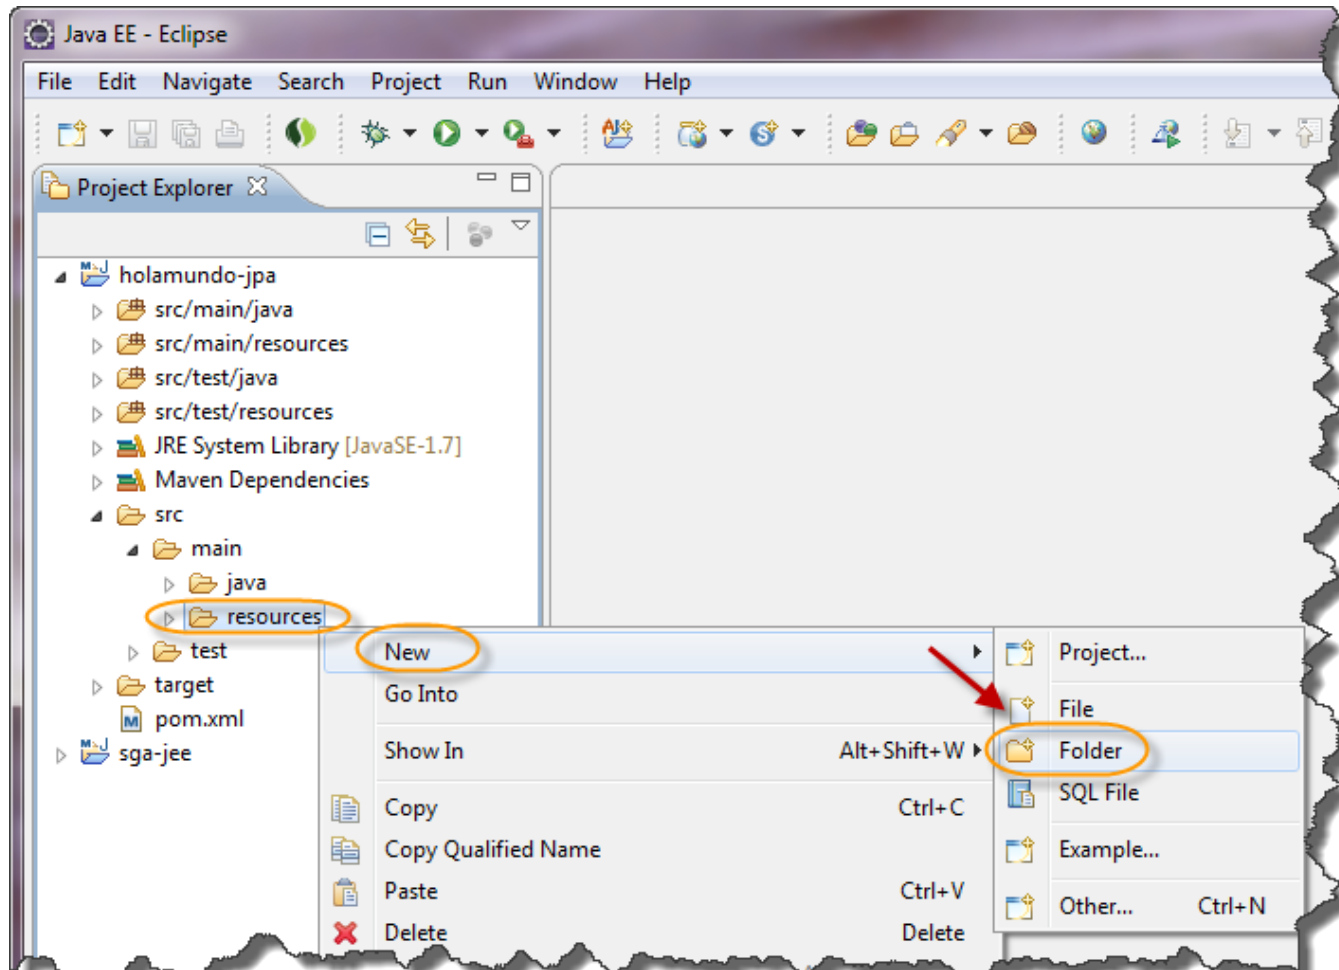 Java EE - Eclipse
File Edit Navigate Search Project Run Window Help
Project Explorer
holamundo-jpa
src/main/java
src/main/resources
src/test/java
src/test/resources
JRE System Library [JavaSE-1.7]
Maven Dependencies
src
main
java
resources
test
target
pom.xml
sga-jee
New
Go Into
Show In Alt+Shift+W
Copy Ctrl+C
Copy Qualified Name
Paste Ctrl+V
Delete Delete
Project...
File
Folder
SQL File
Example...
Other... Ctrl+N